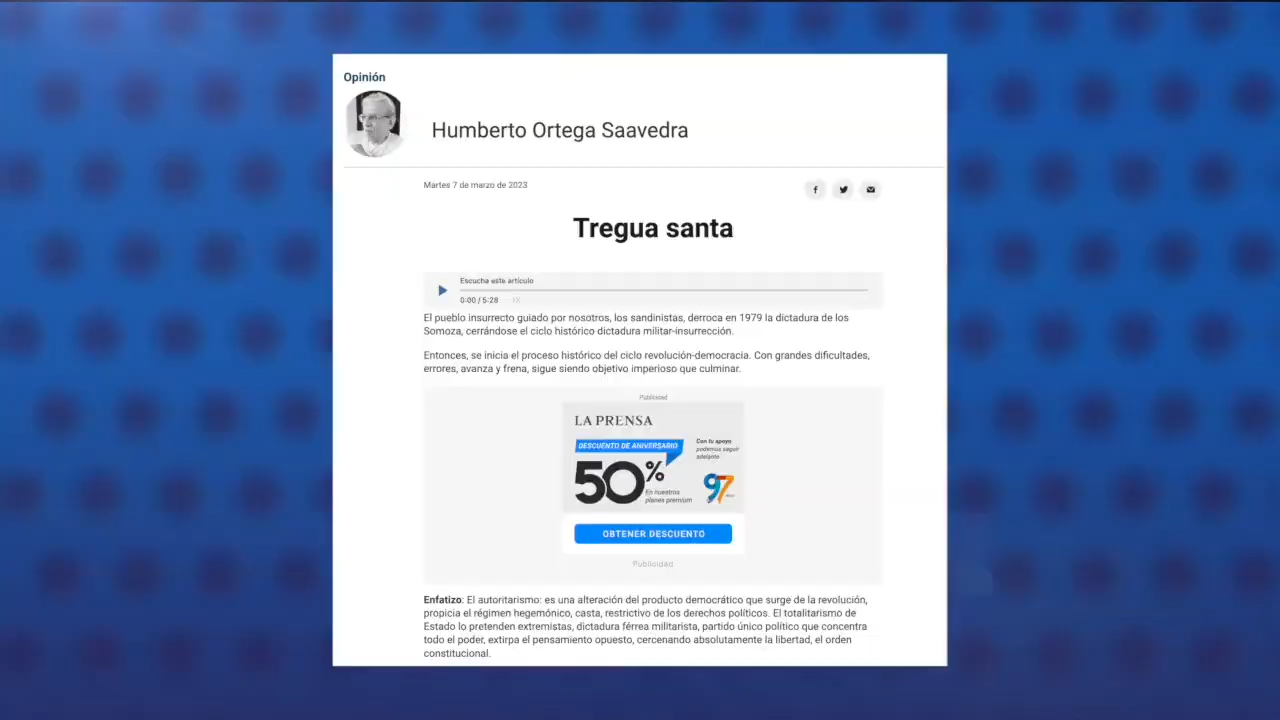 Opinión
Humberto Ortega Saavedra
Martes 7 de marzo de 2023
Tregua santa
Escucha este artículo
0:00 / 5:28 1X
El pueblo insurrecto guiado por nosotros, los sandinistas, derroca en 1979 la dictadura de los
Somoza, cerrándose el ciclo histórico dictadura militar-insurrección.
Entonces, se inicia el proceso histórico del ciclo revolución-democracia. Con grandes dificultades,
errores, avanza y frena, sigue siendo objetivo imperioso que culminar.
Publicidad
LA PRENSA
DESCUENTO DE ANIVERSARIO
Con tu apoyo
podemos seguir
adelante
50%
En nuestros
planes premium
97
OBTENER DESCUENTO
Publicidad
Enfatizo: El autoritarismo: es una alteración del producto democrático que surge de la revolución,
propicia el régimen hegemónico, casta, restrictivo de los derechos políticos. El totalitarismo de
Estado lo pretenden extremistas, dictadura férrea militarista, partido único político que concentra
todo el poder, extirpa el pensamiento opuesto, cercenando absolutamente la libertad, el orden
constitucional.